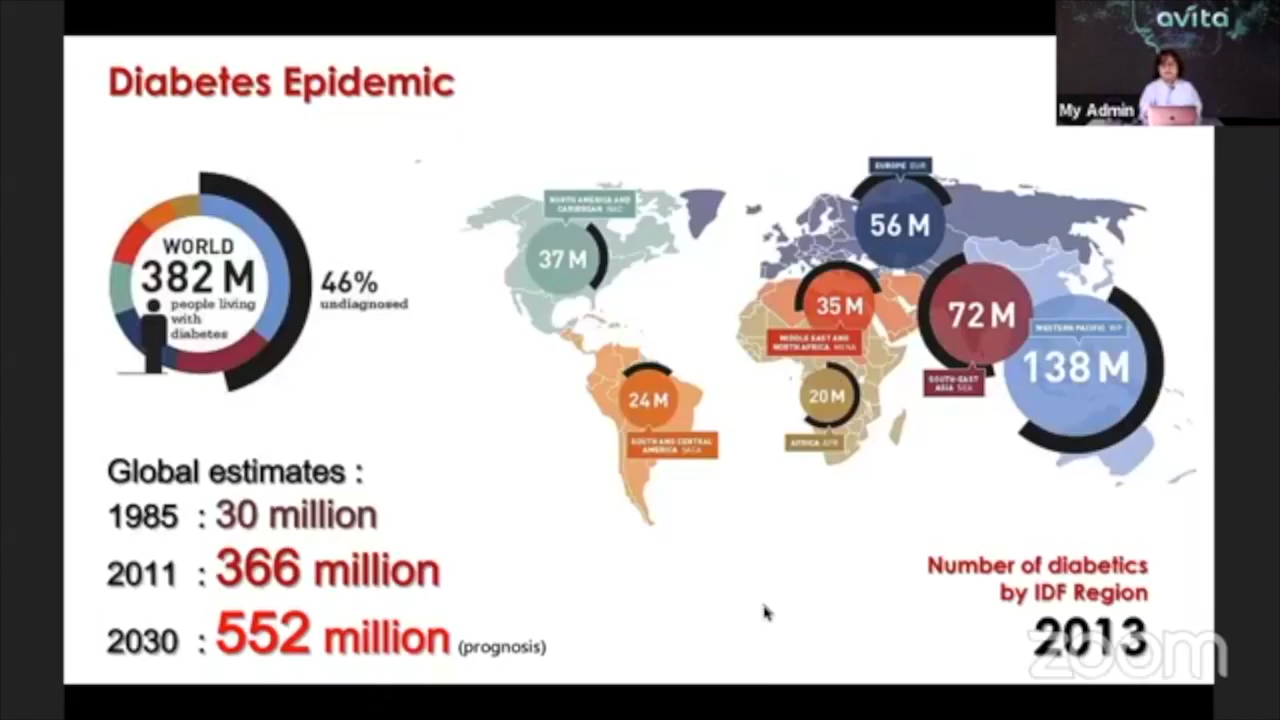 avita
My Admin
Diabetes Epidemic
WORLD
382 M
people living
with
diabetes
46%
undiagnosed
NORTH AMERICA AND
CARIBBEAN NAC
37 M
EUROPE EUR
56 M
35 M
MIDDLE EAST AND
NORTH AFRICA MENA
72 M
SOUTH-EAST
ASIA SEA
WESTERN PACIFIC WP
138 M
24 M
SOUTH AND CENTRAL
AMERICA SACA
20 M
AFRICA AFR
Global estimates :
1985 : 30 million
2011 : 366 million
2030 : 552 million (prognosis)
Number of diabetics
by IDF Region
2013
zoom